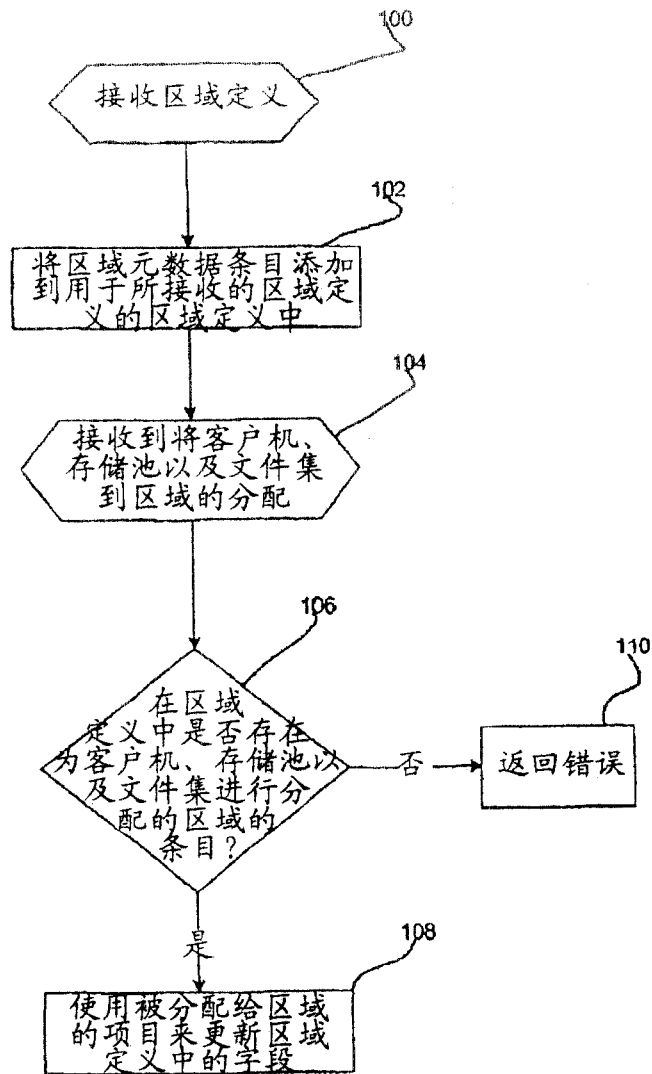 100
接收区域定义
102
将区域元数据条目添加
到用于所接收的区域定
义的区域定义中
104
接收到将客户机、
存储池以及文件集
到区域的分配
106
在区域
定义中是否存在
为客户机、存储池以
及文件集进行分
配的区域的
条目?
否
110
返回错误
是
108
使用被分配给区域
的项目来更新区域
定义中的字段